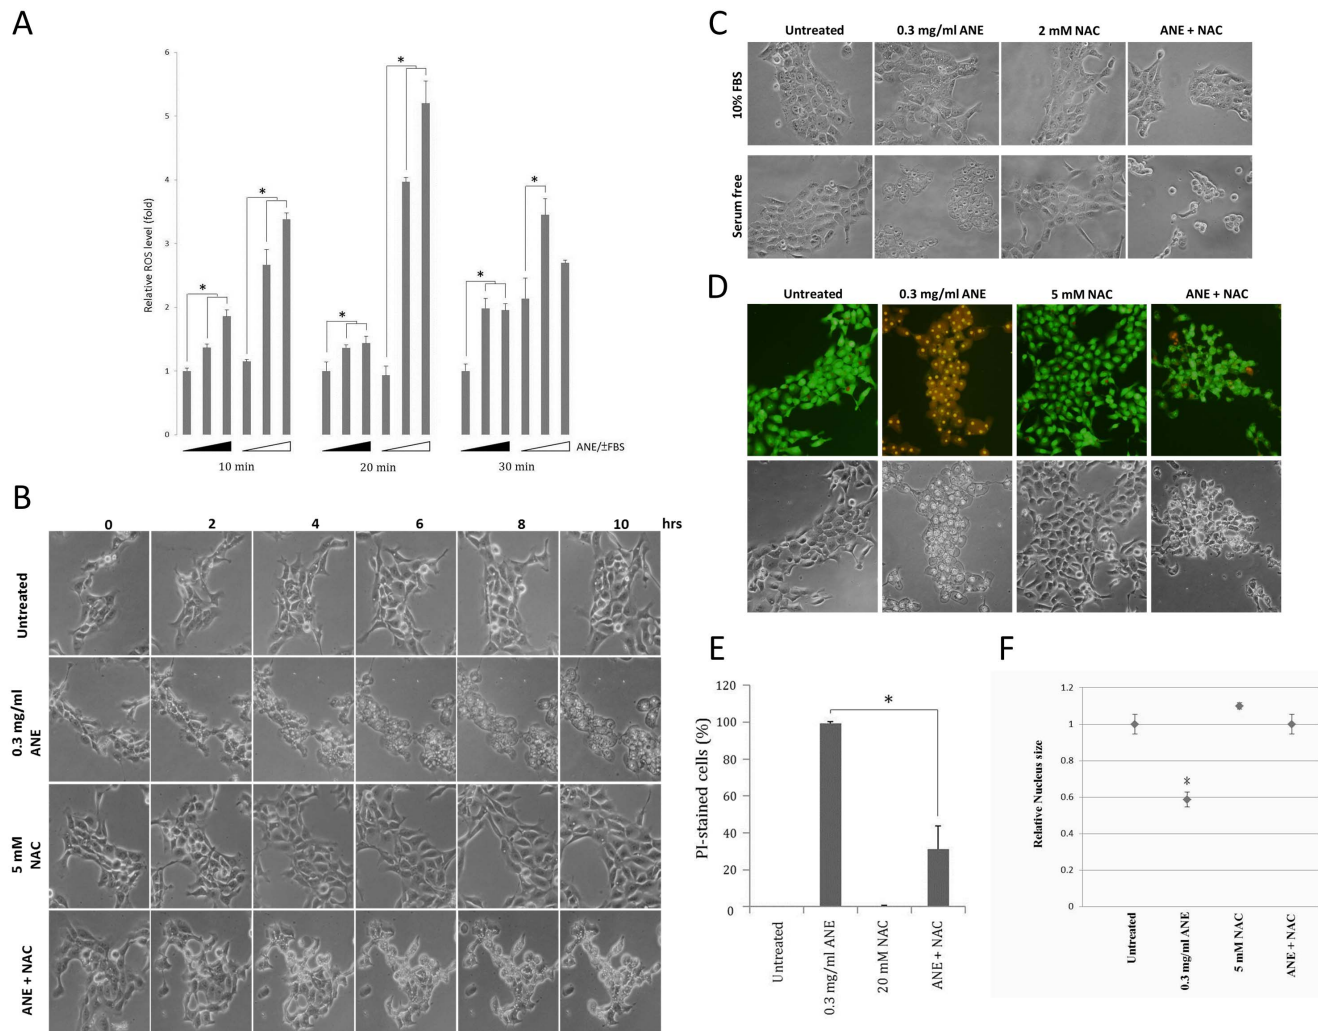 A
Relative ROS level (fold)
6
5
4
3
2
1
0
*
*
*
*
*
*
ANE/±FBS
10 min
20 min
30 min
B
0 2 4 6 8 10 hrs
Untreated
0.3 mg/ml
ANE
5 mM
NAC
ANE + NAC
C
Untreated 0.3 mg/ml ANE 2 mM NAC ANE + NAC
10% FBS
Serum free
D
Untreated 0.3 mg/ml ANE 5 mM NAC ANE + NAC
E
PI-stained cells (%)
120
100
80
60
40
20
0
*
Untreated
0.3 mg/ml ANE
20 mM NAC
ANE + NAC
F
Relative Nucleus size
1.2
1
0.8
0.6
0.4
0.2
0
*
Untreated
0.3 mg/ml ANE
5 mM NAC
ANE + NAC